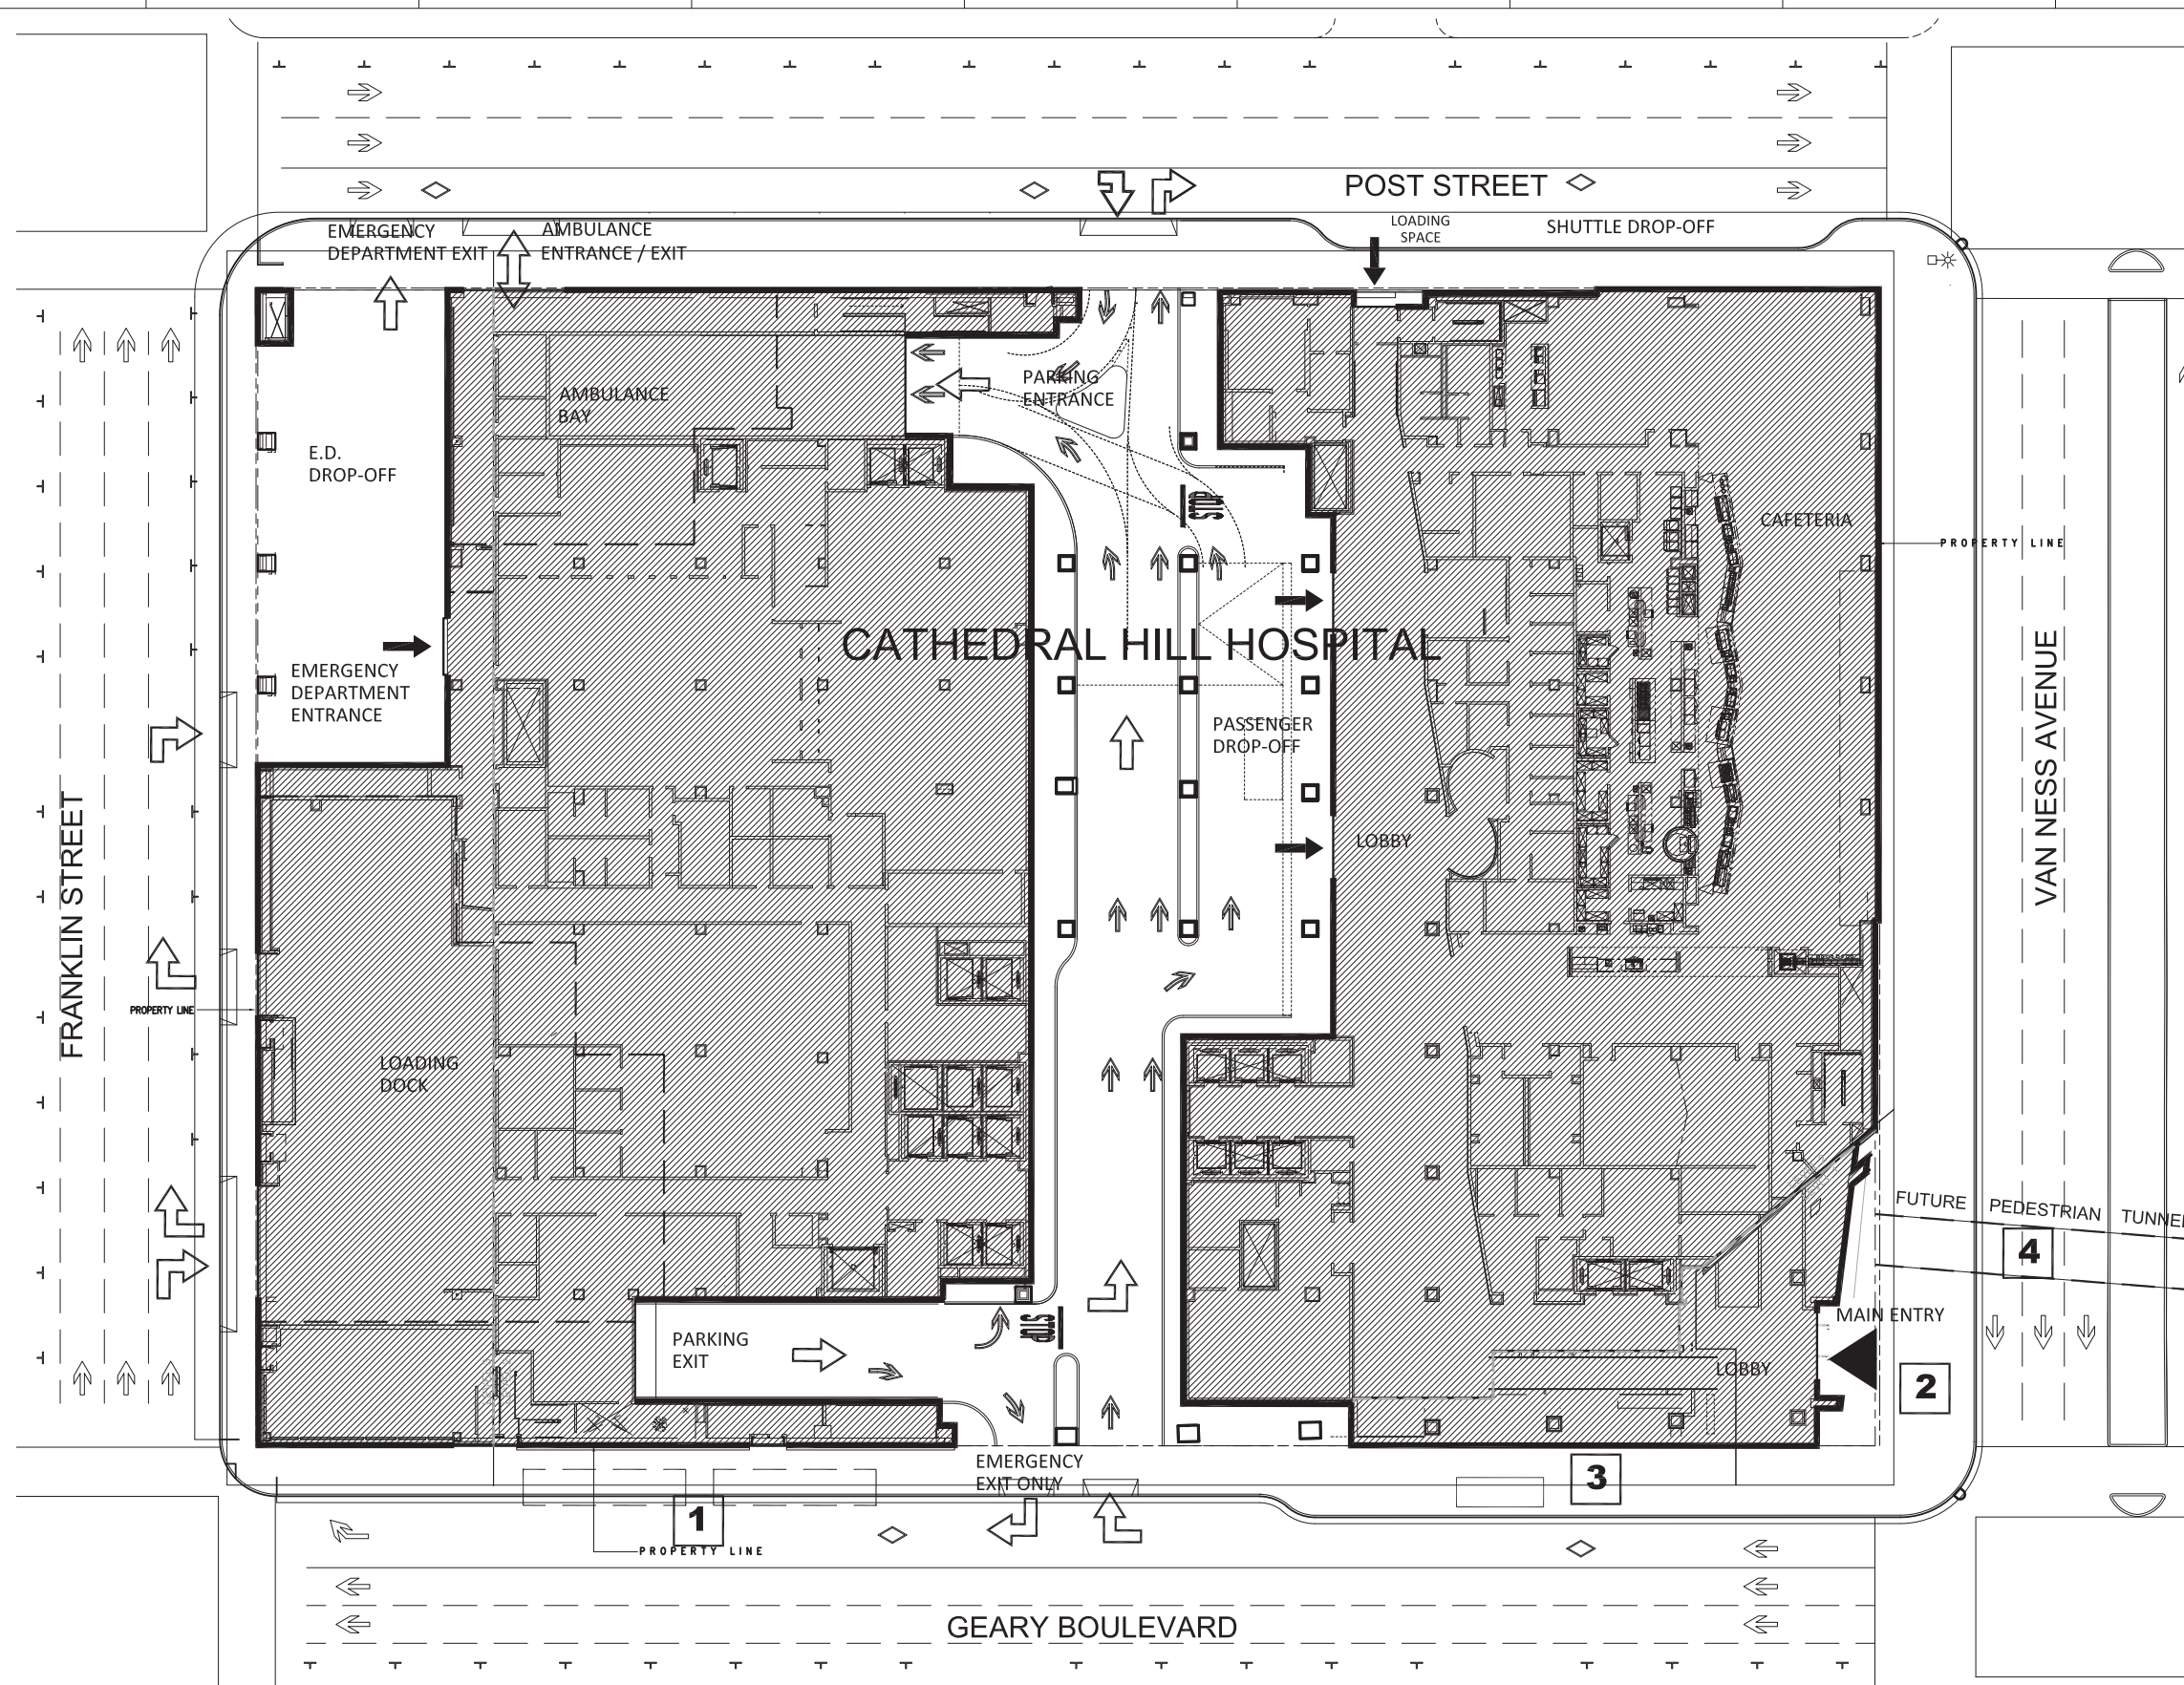 POST STREET
LOADING
SPACE
SHUTTLE DROP-OFF
EMERGENCY
DEPARTMENT EXIT
AMBULANCE
ENTRANCE / EXIT
PARKING
ENTRANCE
AMBULANCE
BAY
E.D.
DROP-OFF
STOP
CAFETERIA
PROPERTY LINE
CATHEDRAL HILL HOSPITAL
EMERGENCY
DEPARTMENT
ENTRANCE
PASSENGER
DROP-OFF
VAN NESS AVENUE
LOBBY
FRANKLIN STREET
PROPERTY LINE
LOADING
DOCK
FUTURE PEDESTRIAN TUNNE
4
MAIN ENTRY
STOP
PARKING
EXIT
LOBBY
2
EMERGENCY
EXIT ONLY
3
1
PROPERTY LINE
GEARY BOULEVARD